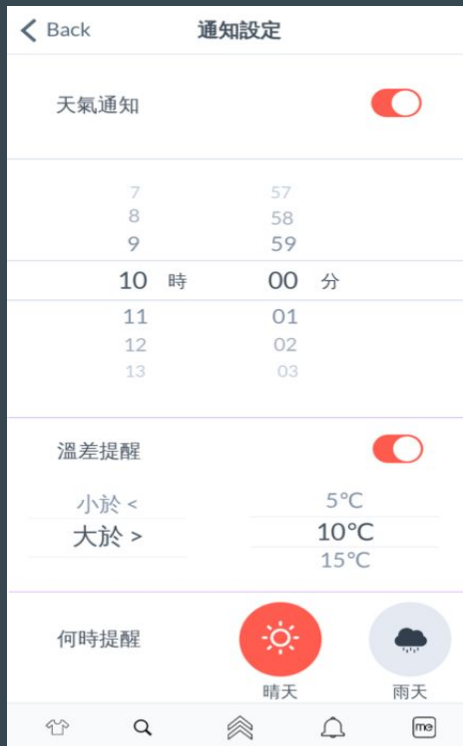 Back 通知設定
天氣通知
7 57
8 58
9 59
10 時 00 分
11 01
12 02
13 03
溫差提醒
小於 < 5℃
大於 > 10℃
15℃
何時提醒
晴天 雨天
me